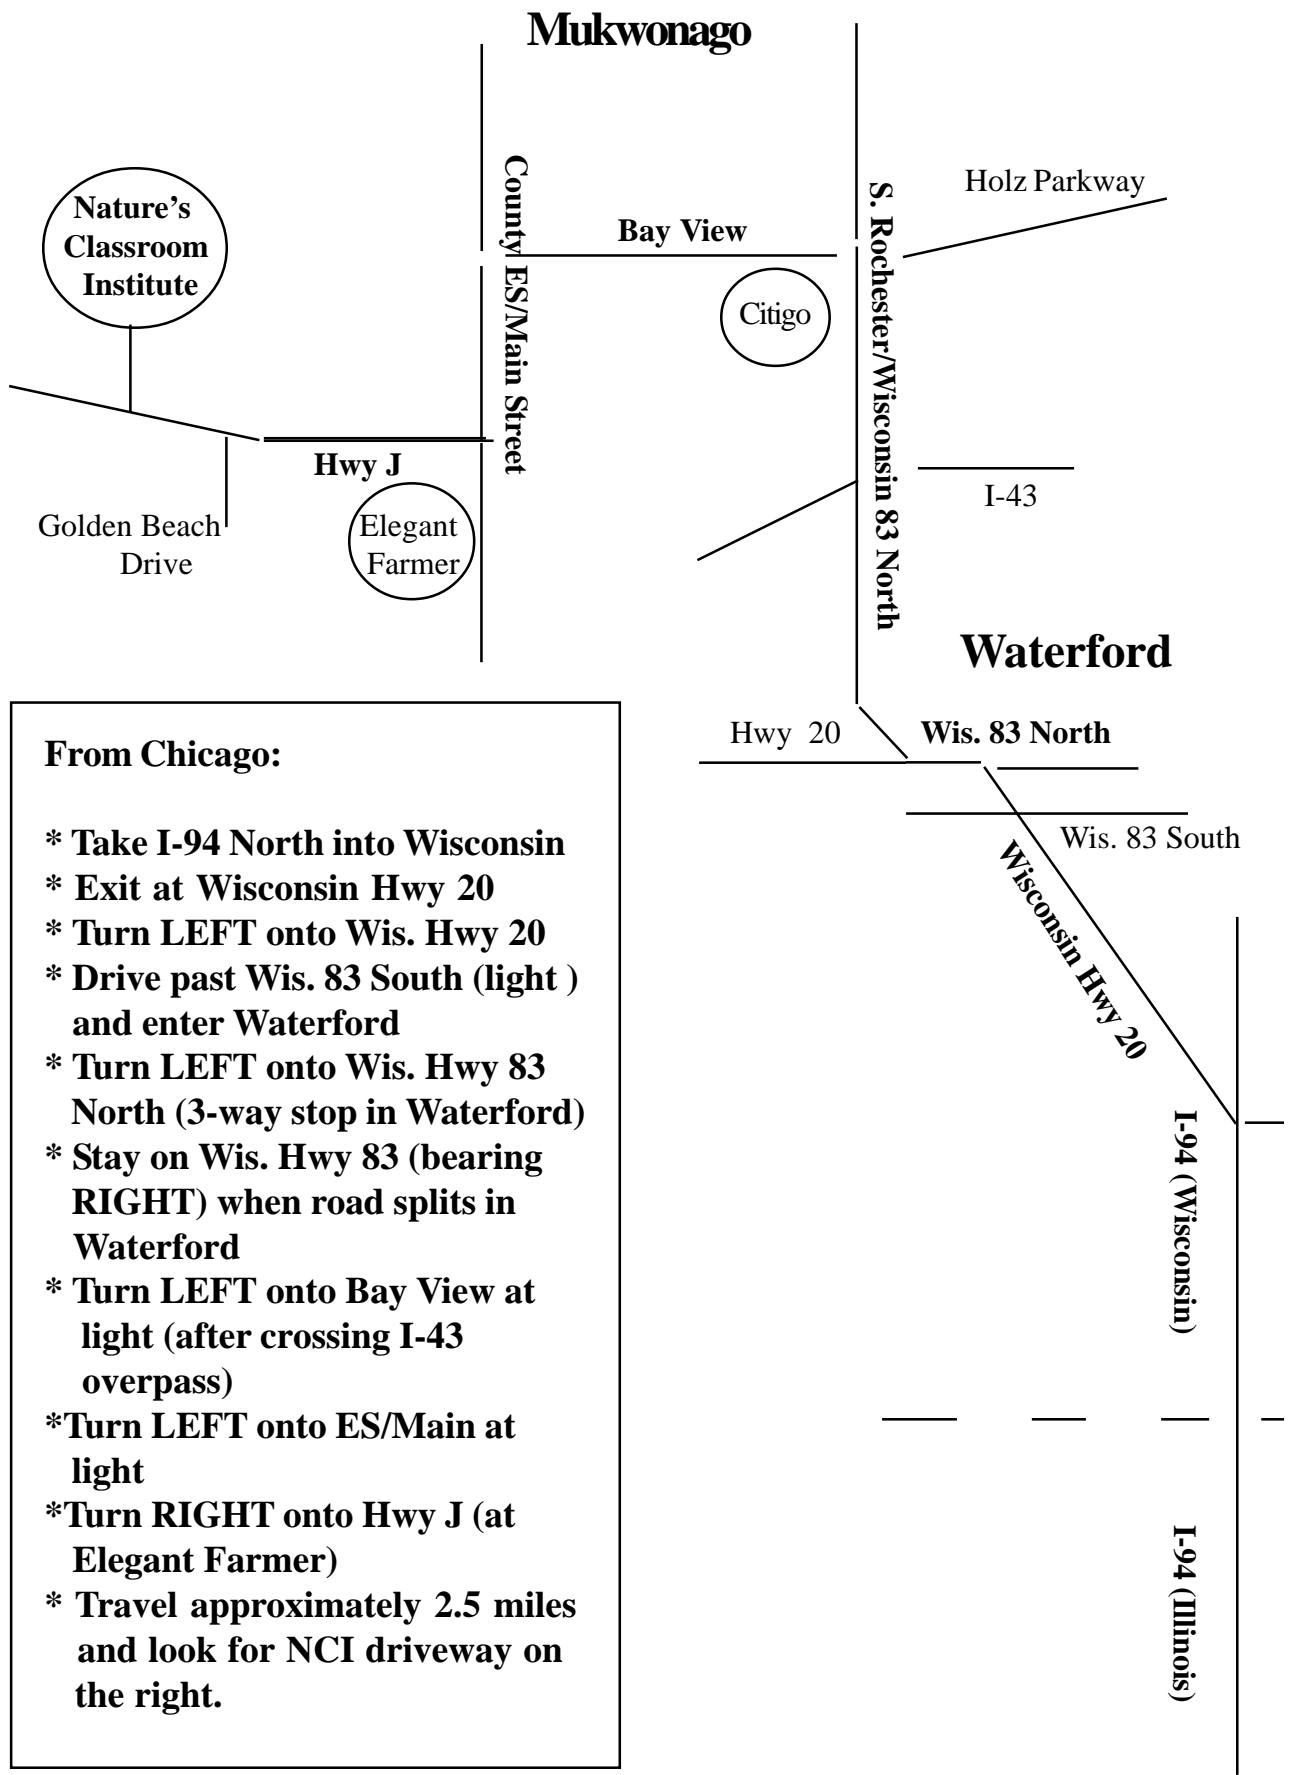 Mukwonago
Holz Parkway
Nature's
Classroom
Institute
County ES/Main Street
Bay View
S. Rochester/Wisconsin 83 North
Citigo
Hwy J
I-43
Golden Beach
Drive
Elegant
Farmer
Waterford
Hwy 20
Wis. 83 North
Wis. 83 South
Wisconsin Hwy 20
I-94 (Wisconsin)
I-94 (Illinois)
From Chicago:
* Take I-94 North into Wisconsin
* Exit at Wisconsin Hwy 20
* Turn LEFT onto Wis. Hwy 20
* Drive past Wis. 83 South (light )
and enter Waterford
* Turn LEFT onto Wis. Hwy 83
North (3-way stop in Waterford)
* Stay on Wis. Hwy 83 (bearing
RIGHT) when road splits in
Waterford
* Turn LEFT onto Bay View at
light (after crossing I-43
overpass)
*Turn LEFT onto ES/Main at
light
*Turn RIGHT onto Hwy J (at
Elegant Farmer)
* Travel approximately 2.5 miles
and look for NCI driveway on
the right.